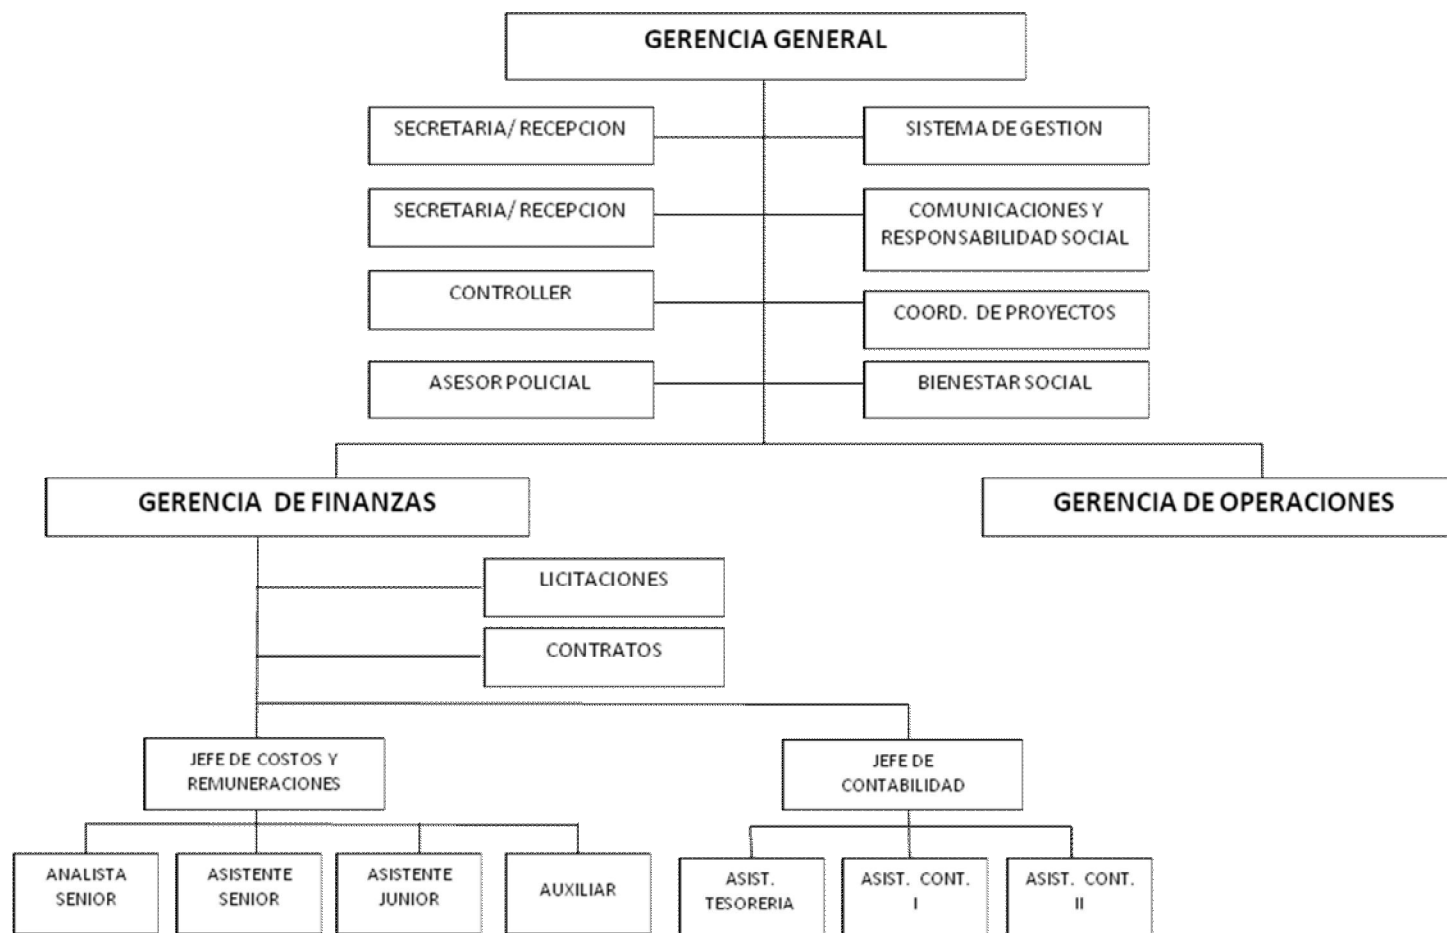 GERENCIA GENERAL
SECRETARIA/ RECEPCION
SISTEMA DE GESTION
SECRETARIA/ RECEPCION
COMUNICACIONES Y
RESPONSABILIDAD SOCIAL
CONTROLLER
COORD. DE PROYECTOS
ASESOR POLICIAL
BIENESTAR SOCIAL
GERENCIA DE FINANZAS
GERENCIA DE OPERACIONES
LICITACIONES
CONTRATOS
JEFE DE COSTOS Y
REMUNERACIONES
JEFE DE
CONTABILIDAD
ANALISTA
SENIOR
ASISTENTE
SENIOR
ASISTENTE
JUNIOR
AUXILIAR
ASIST.
TESORERIA
ASIST. CONT.
I
ASIST. CONT.
II